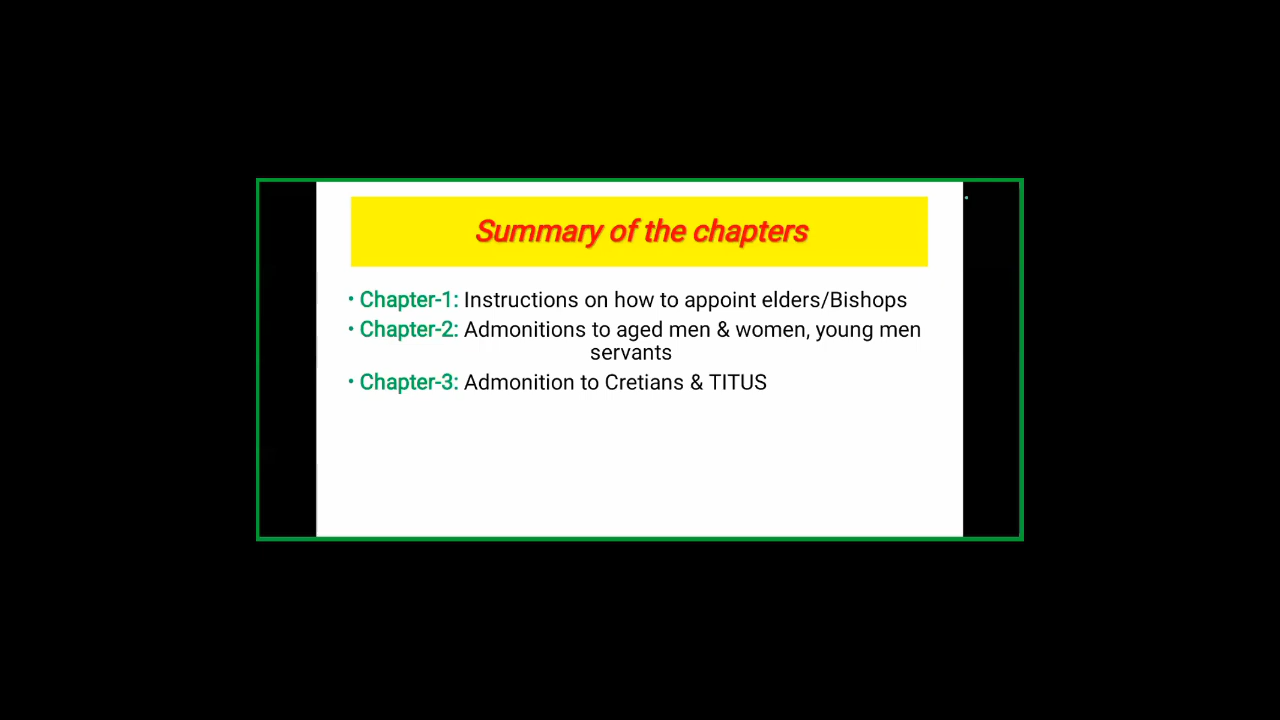 Summary of the chapters
• Chapter-1: Instructions on how to appoint elders/Bishops
• Chapter-2: Admonitions to aged men & women, young men
servants
• Chapter-3: Admonition to Cretians & TITUS